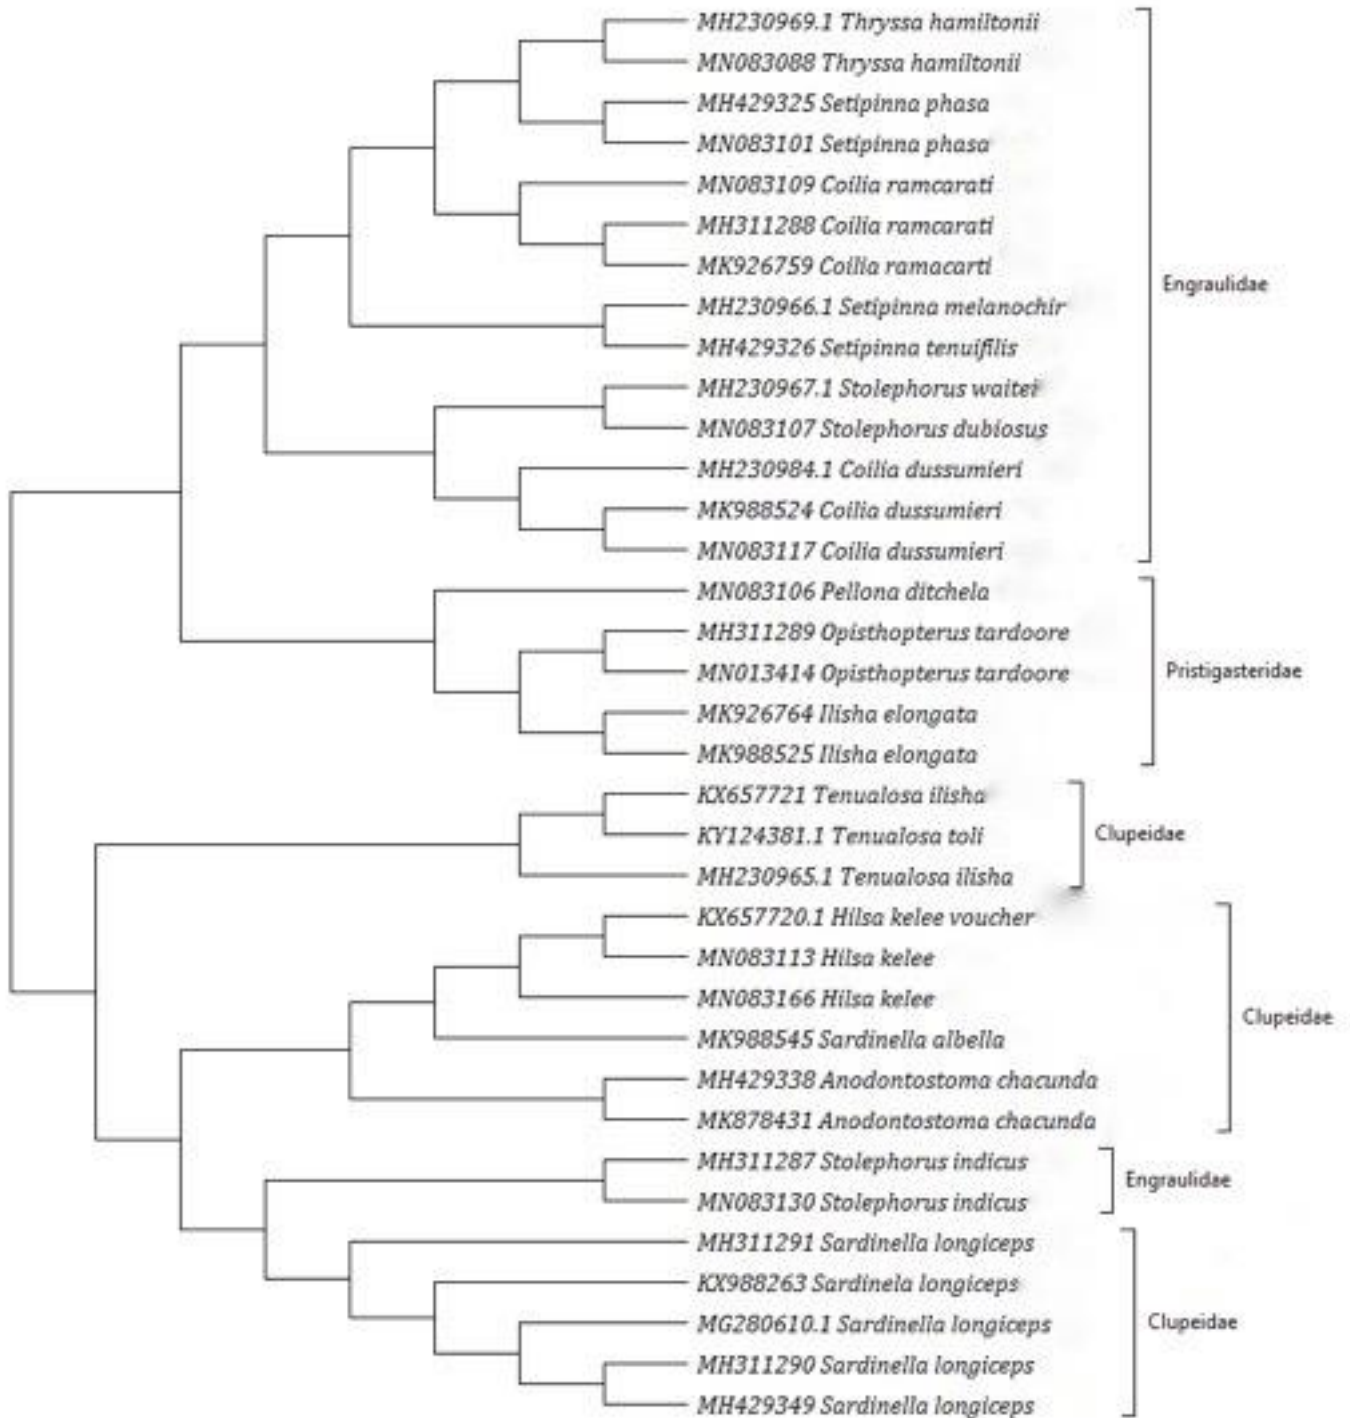 MH230969.1 Thryssa hamiltonii
MN083088 Thryssa hamiltonii
MH429325 Setipinna phasa
MN083101 Setipinna phasa
MN083109 Coilia ramcarati
MH311288 Coilia ramcarati
MK926759 Coilia ramacarti
Engraulidae
MH230966.1 Setipinna melanochir
MH429326 Setipinna tenuifilis
MH230967.1 Stolephorus waitei
MN083107 Stolephorus dubiosus
MH230984.1 Coilia dussumieri
MK988524 Coilia dussumieri
MN083117 Coilia dussumieri
MN083106 Pellona ditchela
MH311289 Opisthopterus tardoore
MN013414 Opisthopterus tardoore
Pristigasteridae
MK926764 Ilisha elongata
MK988525 Ilisha elongata
KX657721 Tenualosa ilisha
KY124381.1 Tenualosa toli
Clupeidae
MH230965.1 Tenualosa ilisha
KX657720.1 Hilsa kelee voucher
MN083113 Hilsa kelee
MN083166 Hilsa kelee
Clupeidae
MK988545 Sardinella albella
MH429338 Anodontostoma chacunda
MK878431 Anodontostoma chacunda
MH311287 Stolephorus indicus
Engraulidae
MN083130 Stolephorus indicus
MH311291 Sardinella longiceps
KX988263 Sardinela longiceps
MG280610.1 Sardinella longiceps
Clupeidae
MH311290 Sardinella longiceps
MH429349 Sardinella longiceps